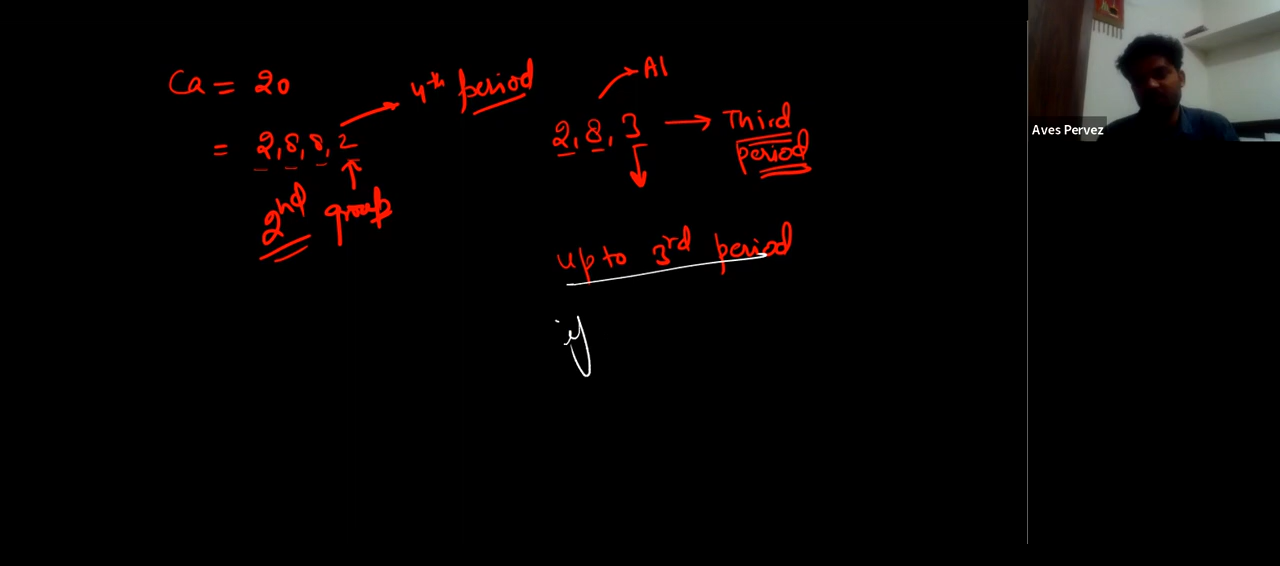 Ca = 20
4th period
= 2, 8, 8, 2
2nd group
Al
2, 8, 3 → Third period
up to 3rd period
if
Aves Pervez